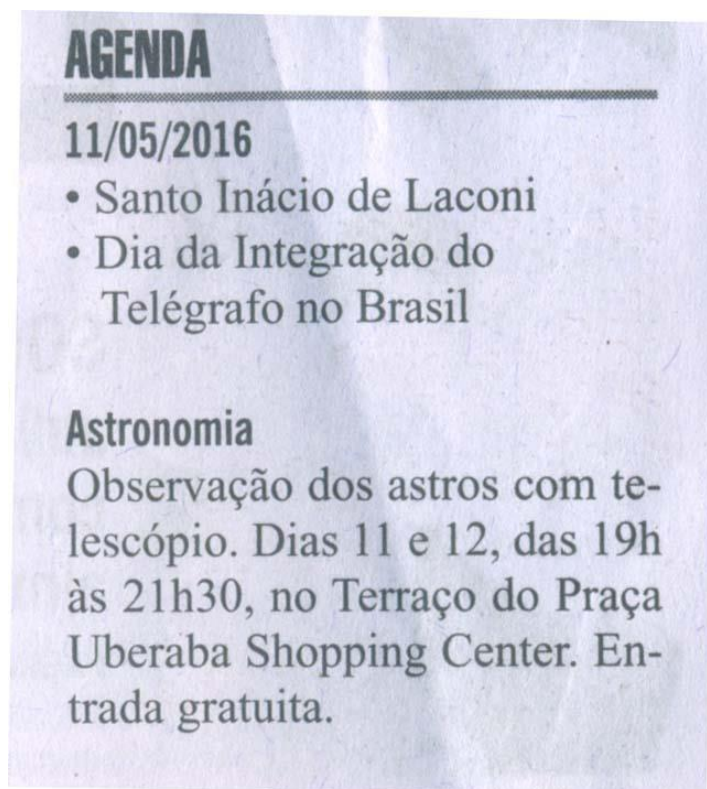 AGENDA
11/05/2016
• Santo Inácio de Laconi
• Dia da Integração do
Telégrafo no Brasil
Astronomia
Observação dos astros com te-
lescópio. Dias 11 e 12, das 19h
às 21h30, no Terraço do Praça
Uberaba Shopping Center. En-
trada gratuita.